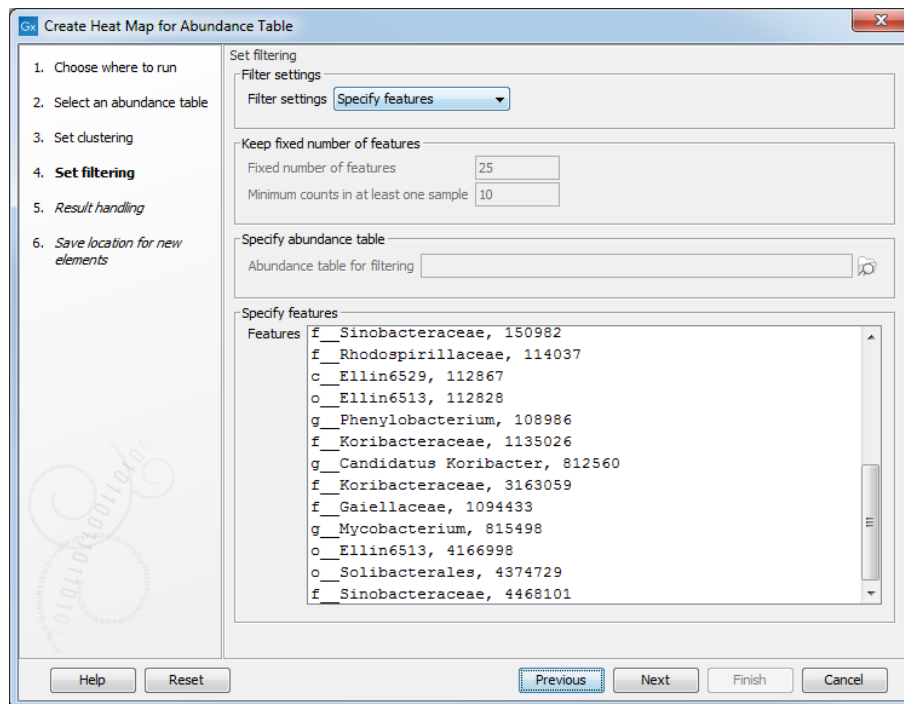 Gx Create Heat Map for Abundance Table
X
1. Choose where to run
2. Select an abundance table
3. Set clustering
4. Set filtering
5. Result handling
6. Save location for new
elements
Set filtering
Filter settings
Filter settings Specify features
Keep fixed number of features
Fixed number of features 25
Minimum counts in at least one sample 10
Specify abundance table
Abundance table for filtering
Specify features
Features f__Sinobacteraceae, 150982
f__Rhodospirillaceae, 114037
c__Ellin6529, 112867
o__Ellin6513, 112828
g__Phenylobacterium, 108986
f__Koribacteraceae, 1135026
g__Candidatus Koribacter, 812560
f__Koribacteraceae, 3163059
f__Gaiellaceae, 1094433
g__Mycobacterium, 815498
o__Ellin6513, 4166998
o__Solibacterales, 4374729
f__Sinobacteraceae, 4468101
Help Reset Previous Next Finish Cancel